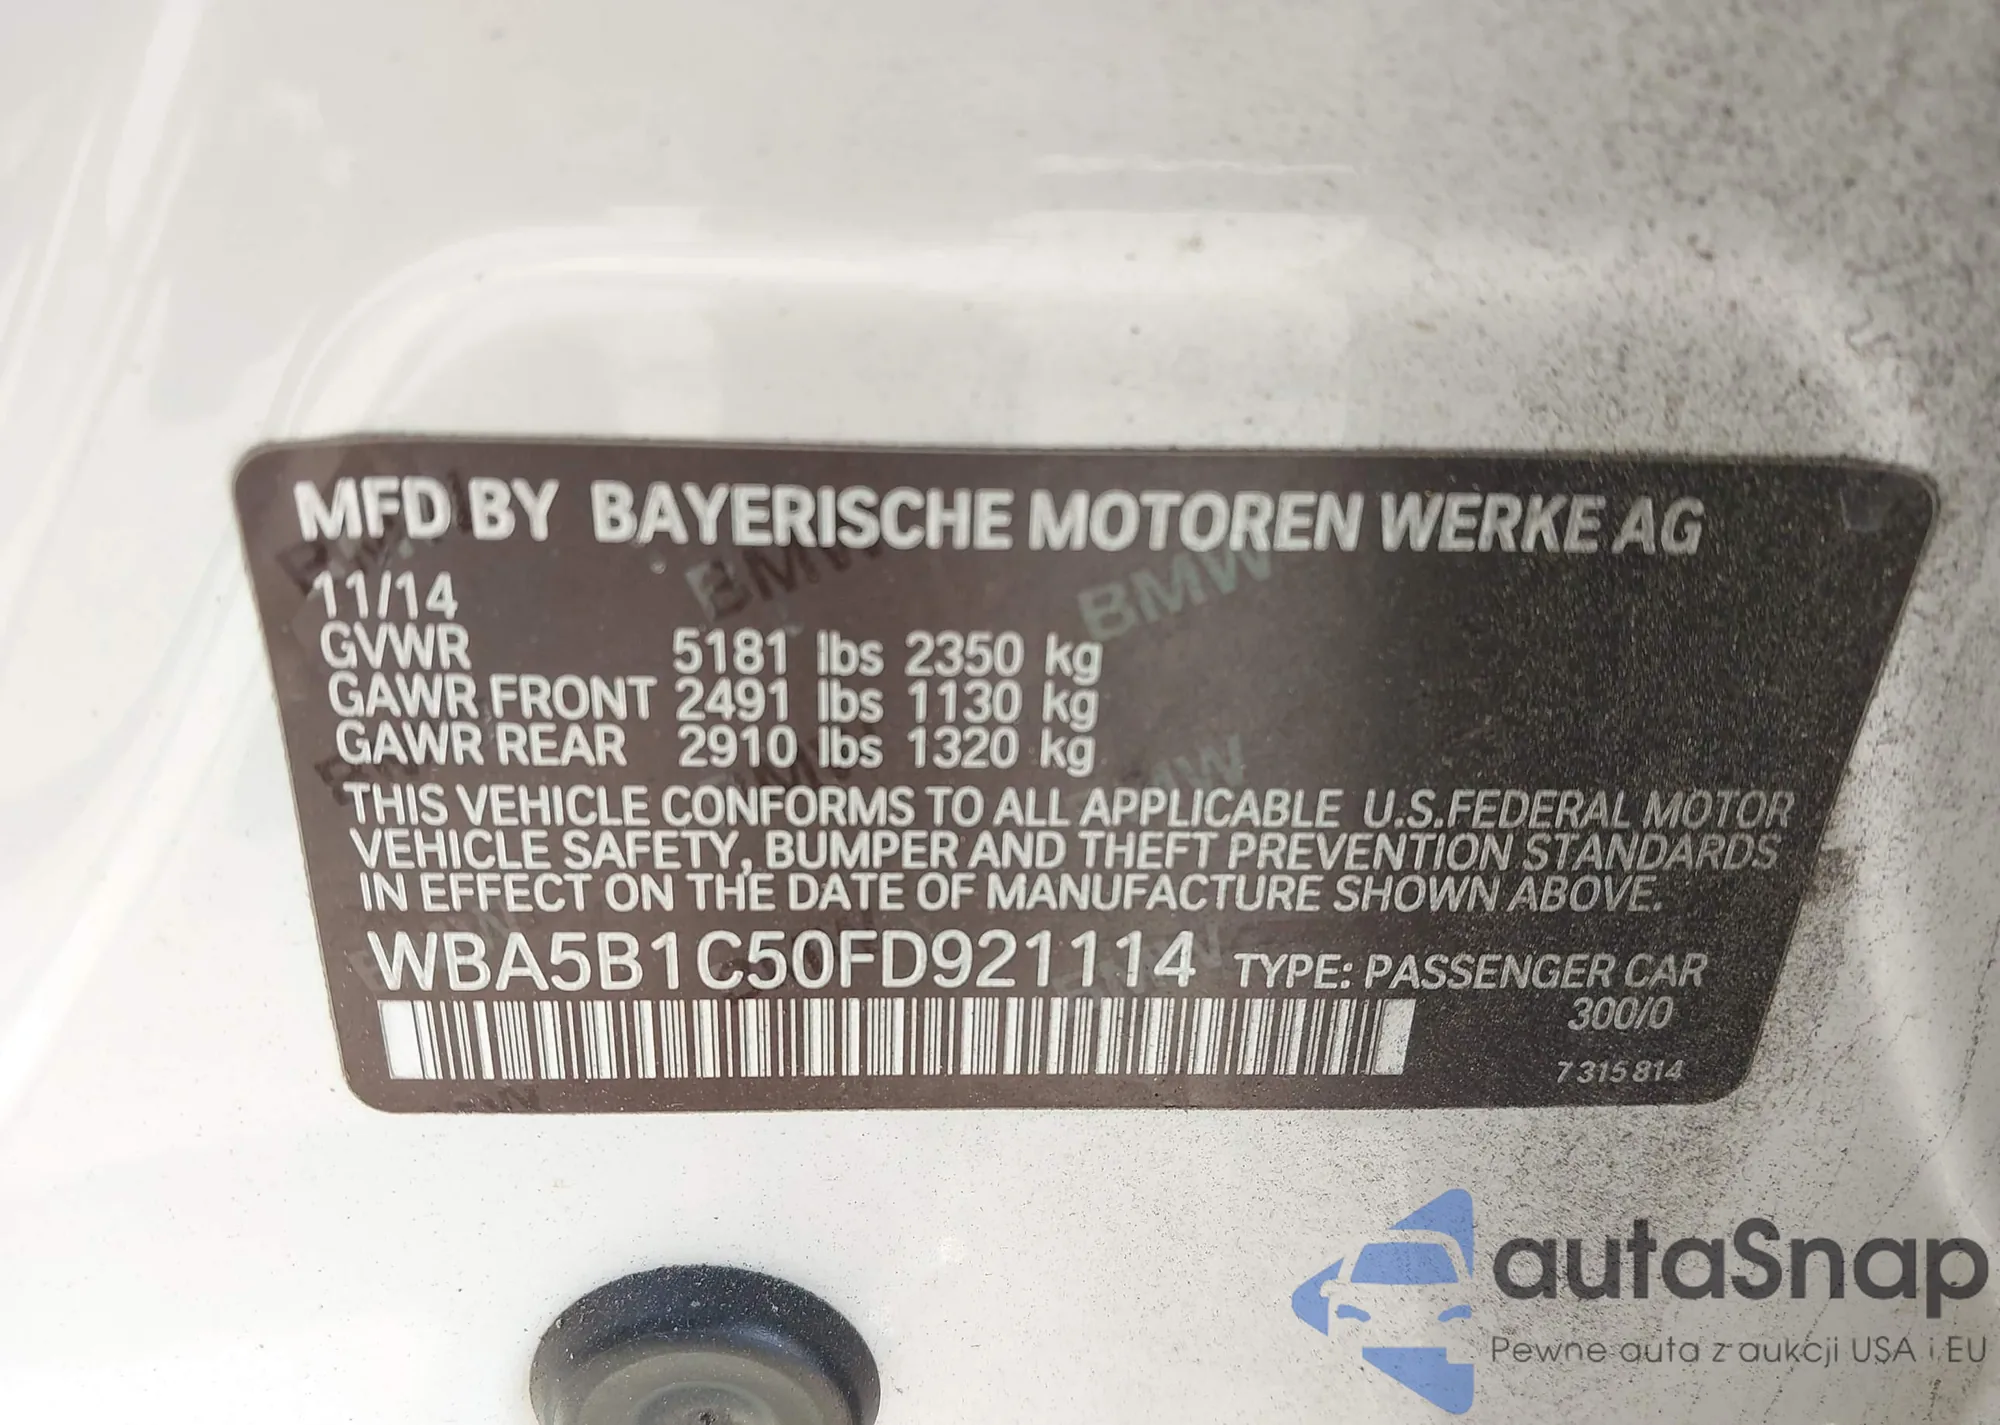 MFD BY BAYERISCHE MOTOREN WERKE AG
11/14
GVWR 5181 lbs 2350 kg
GAWR FRONT 2491 lbs 1130 kg
GAWR REAR 2910 lbs 1320 kg
THIS VEHICLE CONFORMS TO ALL APPLICABLE U.S.FEDERAL MOTOR
VEHICLE SAFETY, BUMPER AND THEFT PREVENTION STANDARDS
IN EFFECT ON THE DATE OF MANUFACTURE SHOWN ABOVE.
WBA5B1C50FD921114 TYPE: PASSENGER CAR
300/0
7 315 814
autaSnap
Pewne auta z aukcji USA i EU